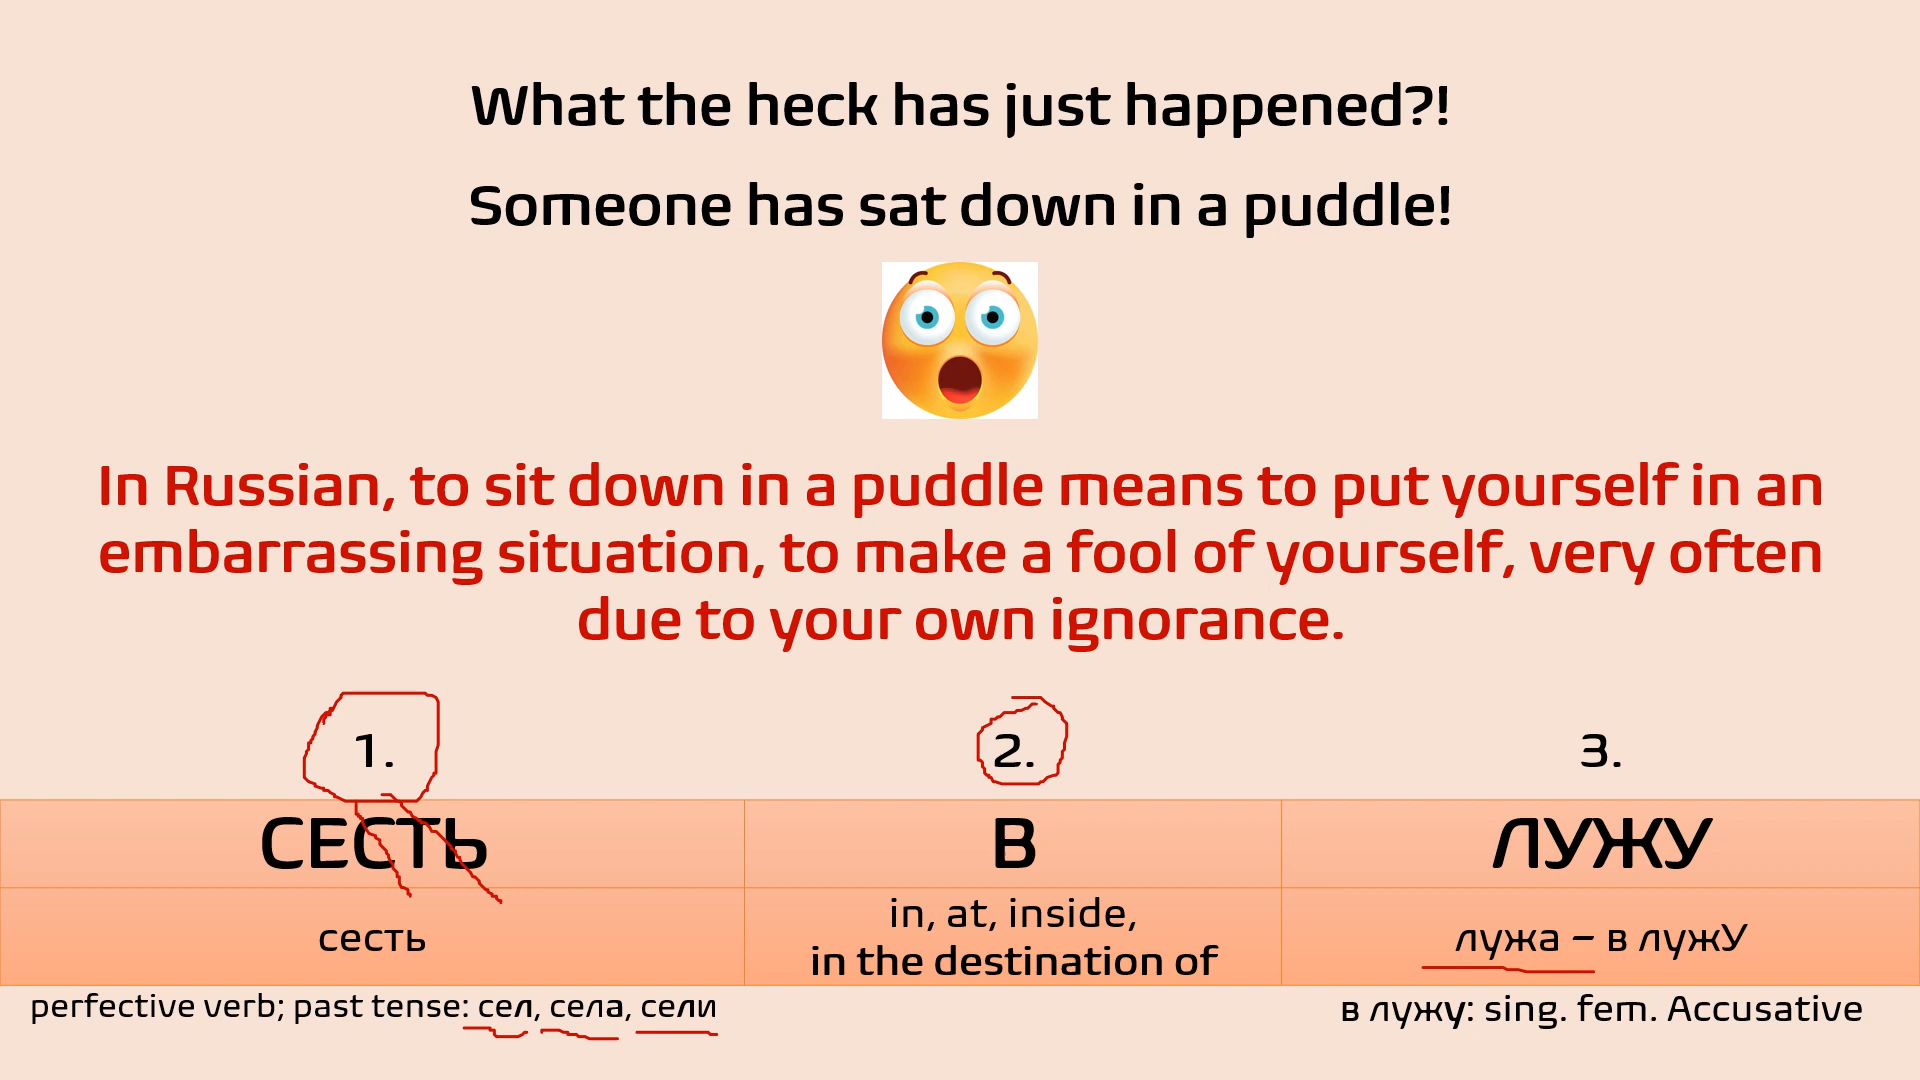 What the heck has just happened?!
Someone has sat down in a puddle!
In Russian, to sit down in a puddle means to put yourself in an
embarrassing situation, to make a fool of yourself, very often
due to your own ignorance.
1. 2. 3.
СЕСТЬ В ЛУЖУ
in, at, inside,
сесть лужа – в лужУ
in the destination of
perfective verb; past tense: сел, села, сели в лужу: sing. fem. Accusative